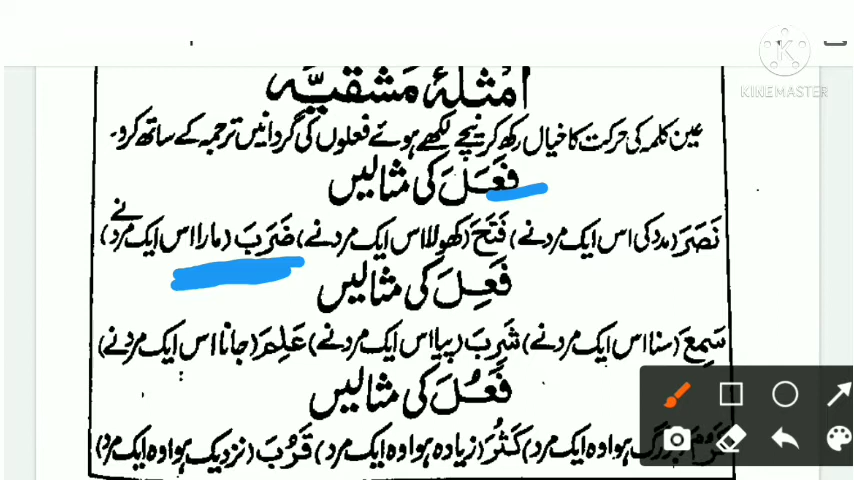 KINEMASTER
امثلۂ مشقیہ
عین کلمہ کی حرکت کا خیال رکھ کر نیچے لکھے ہوئے فعلوں کی گردانیں ترجمہ کے ساتھ کرو۔
فَعَلَ کی مثالیں
نَصَرَ (مدد کی اس ایک مرد نے) فَتَحَ (کھولا اس ایک مرد نے) ضَرَبَ (مارا اس ایک مرد نے)
فَعِلَ کی مثالیں
سَمِعَ (سنا اس ایک مرد نے) شَرِبَ (پیا اس ایک مرد نے) عَلِمَ (جانا اس ایک مرد نے)
فَعُلَ کی مثالیں
ہوا وہ ایک مرد) کَثُرَ (زیادہ ہوا وہ ایک مرد) قَرُبَ (نزدیک ہوا وہ ایک مرد)